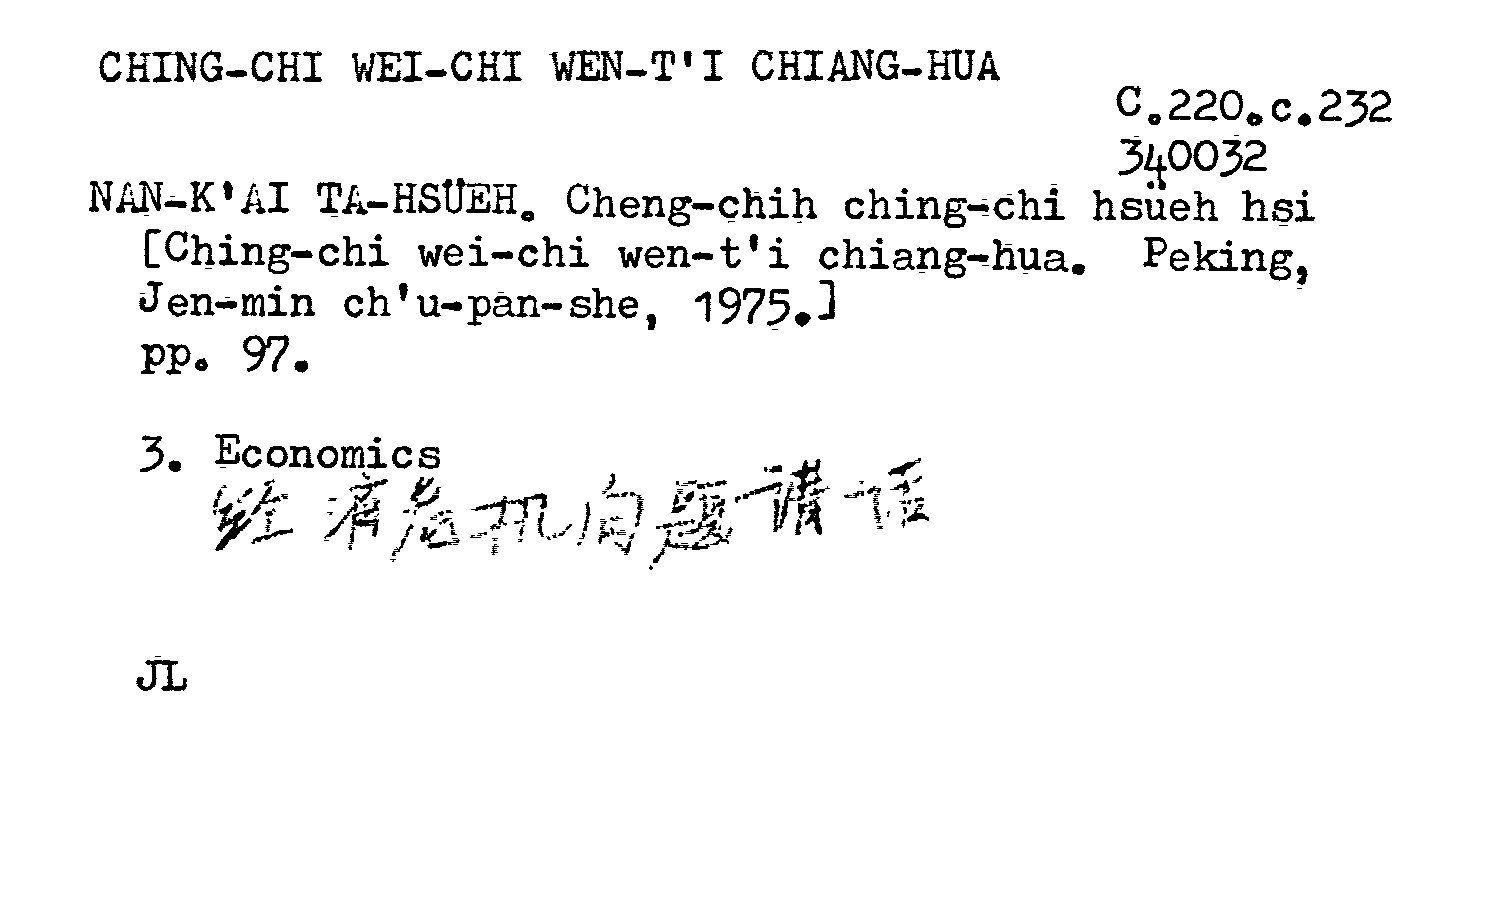 CHING-CHI WEI-CHI WEN-T'I CHIANG-HUA
C.220.c.232
340032
NAN-K'AI TA-HSÜEH. Cheng-chih ching-chi hsüeh hsi
[Ching-chi wei-chi wen-t'i chiang-hua. Peking,
Jen-min ch'u-pan-she, 1975.]
pp. 97.
3. Economics
经济危机问题讲话
JL